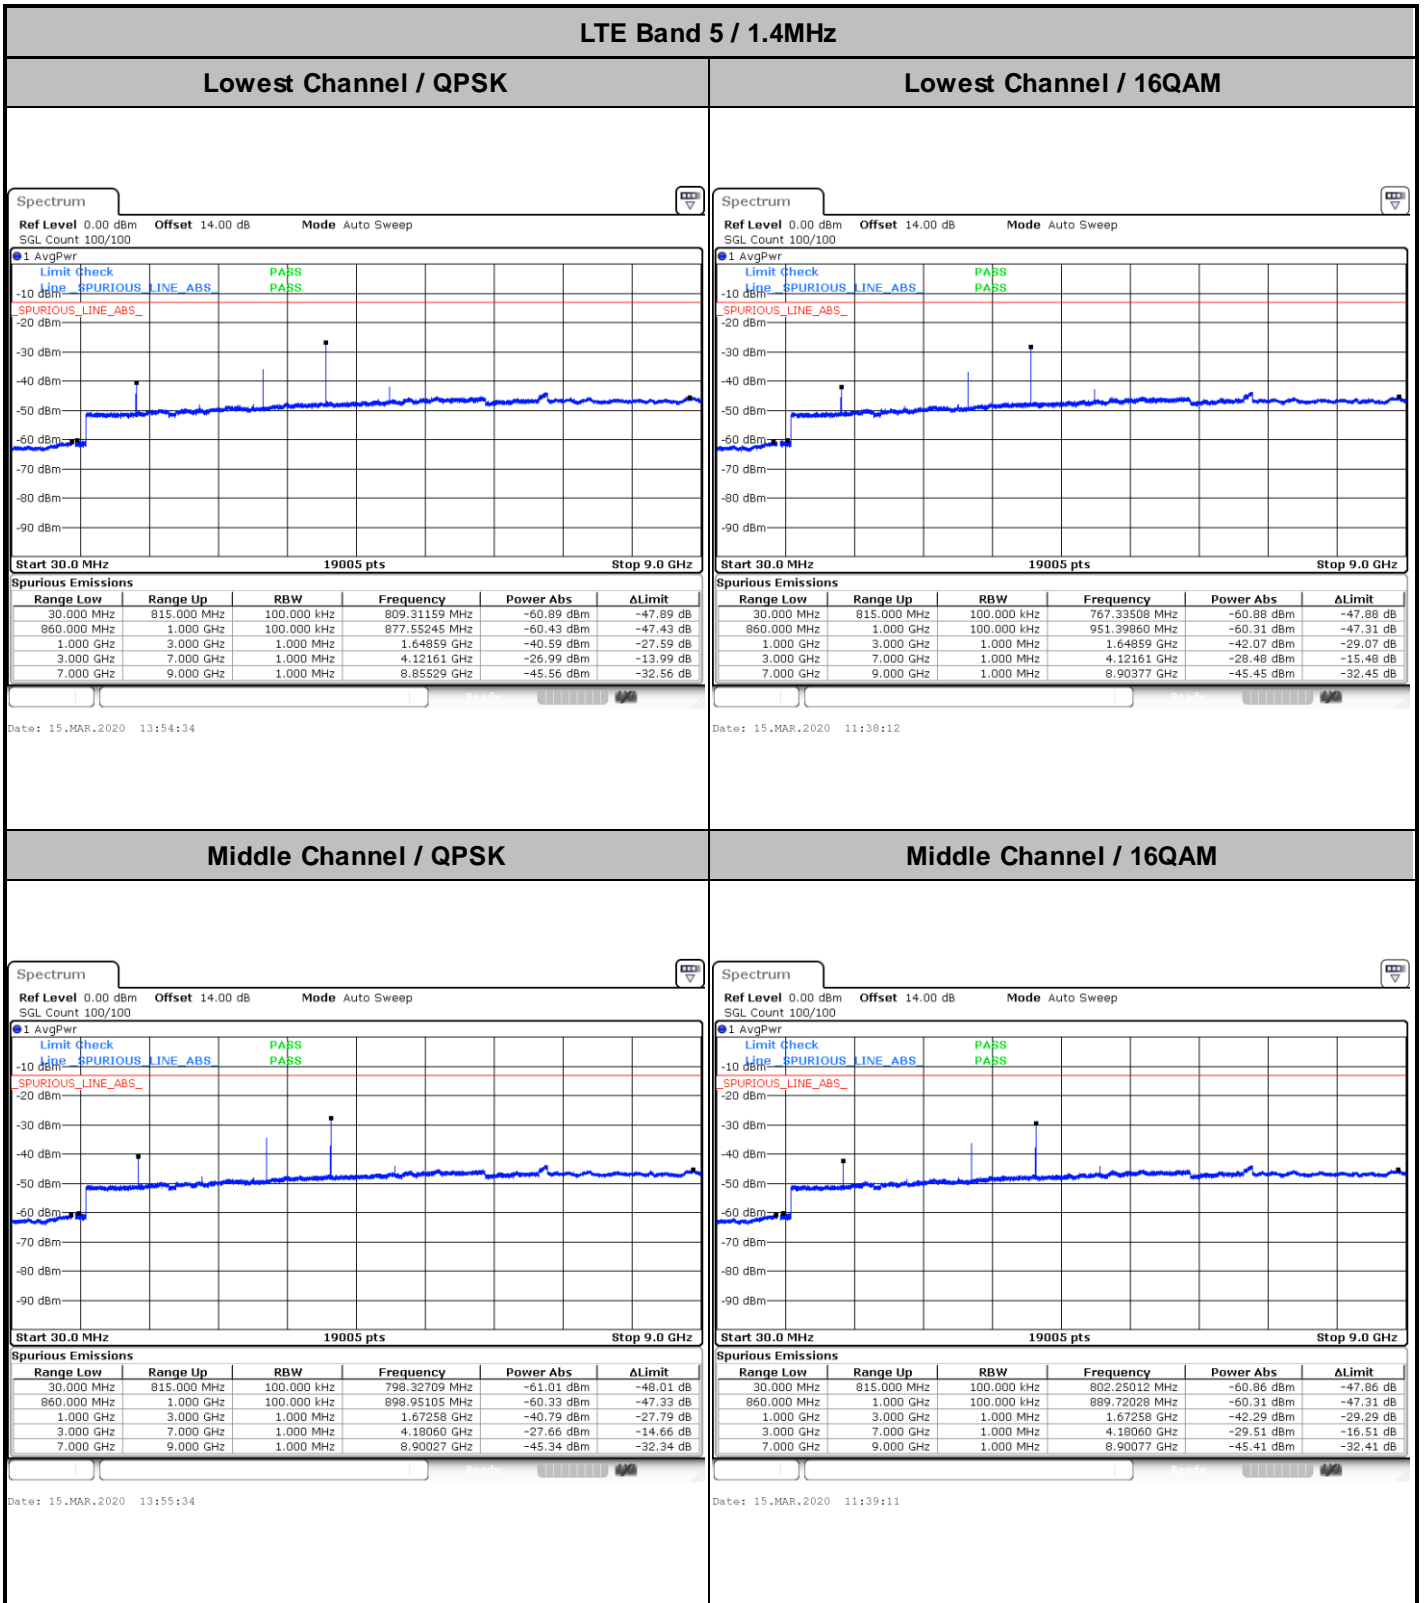 LTE Band 5 / 1.4MHz
Lowest Channel / QPSK
Lowest Channel / 16QAM
Spectrum
Ref Level 0.00 dBm Offset 14.00 dB Mode Auto Sweep
SGL Count 100/100
1 AvgPwr
Limit Check PASS
Line _SPURIOUS_LINE_ABS_ PASS
-10 dBm
_SPURIOUS_LINE_ABS_
-20 dBm
-30 dBm
-40 dBm
-50 dBm
-60 dBm
-70 dBm
-80 dBm
-90 dBm
Start 30.0 MHz 19005 pts Stop 9.0 GHz
Spurious Emissions
Range Low Range Up RBW Frequency Power Abs ΔLimit
30.000 MHz 815.000 MHz 100.000 kHz 809.31159 MHz -60.89 dBm -47.89 dB
860.000 MHz 1.000 GHz 100.000 kHz 877.55245 MHz -60.43 dBm -47.43 dB
1.000 GHz 3.000 GHz 1.000 MHz 1.64859 GHz -40.59 dBm -27.59 dB
3.000 GHz 7.000 GHz 1.000 MHz 4.12161 GHz -26.99 dBm -13.99 dB
7.000 GHz 9.000 GHz 1.000 MHz 8.85529 GHz -45.56 dBm -32.56 dB
Ready
Date: 15.MAR.2020 13:54:34
Spectrum
Ref Level 0.00 dBm Offset 14.00 dB Mode Auto Sweep
SGL Count 100/100
1 AvgPwr
Limit Check PASS
Line _SPURIOUS_LINE_ABS_ PASS
-10 dBm
_SPURIOUS_LINE_ABS_
-20 dBm
-30 dBm
-40 dBm
-50 dBm
-60 dBm
-70 dBm
-80 dBm
-90 dBm
Start 30.0 MHz 19005 pts Stop 9.0 GHz
Spurious Emissions
Range Low Range Up RBW Frequency Power Abs ΔLimit
30.000 MHz 815.000 MHz 100.000 kHz 767.33508 MHz -60.88 dBm -47.88 dB
860.000 MHz 1.000 GHz 100.000 kHz 951.39860 MHz -60.31 dBm -47.31 dB
1.000 GHz 3.000 GHz 1.000 MHz 1.64859 GHz -42.07 dBm -29.07 dB
3.000 GHz 7.000 GHz 1.000 MHz 4.12161 GHz -28.48 dBm -15.48 dB
7.000 GHz 9.000 GHz 1.000 MHz 8.90377 GHz -45.45 dBm -32.45 dB
Ready
Date: 15.MAR.2020 11:38:12
Middle Channel / QPSK
Middle Channel / 16QAM
Spectrum
Ref Level 0.00 dBm Offset 14.00 dB Mode Auto Sweep
SGL Count 100/100
1 AvgPwr
Limit Check PASS
Line _SPURIOUS_LINE_ABS_ PASS
-10 dBm
_SPURIOUS_LINE_ABS_
-20 dBm
-30 dBm
-40 dBm
-50 dBm
-60 dBm
-70 dBm
-80 dBm
-90 dBm
Start 30.0 MHz 19005 pts Stop 9.0 GHz
Spurious Emissions
Range Low Range Up RBW Frequency Power Abs ΔLimit
30.000 MHz 815.000 MHz 100.000 kHz 798.32709 MHz -61.01 dBm -48.01 dB
860.000 MHz 1.000 GHz 100.000 kHz 898.95105 MHz -60.33 dBm -47.33 dB
1.000 GHz 3.000 GHz 1.000 MHz 1.67258 GHz -40.79 dBm -27.79 dB
3.000 GHz 7.000 GHz 1.000 MHz 4.18060 GHz -27.66 dBm -14.66 dB
7.000 GHz 9.000 GHz 1.000 MHz 8.90027 GHz -45.34 dBm -32.34 dB
Ready
Date: 15.MAR.2020 13:55:34
Spectrum
Ref Level 0.00 dBm Offset 14.00 dB Mode Auto Sweep
SGL Count 100/100
1 AvgPwr
Limit Check PASS
Line _SPURIOUS_LINE_ABS_ PASS
-10 dBm
_SPURIOUS_LINE_ABS_
-20 dBm
-30 dBm
-40 dBm
-50 dBm
-60 dBm
-70 dBm
-80 dBm
-90 dBm
Start 30.0 MHz 19005 pts Stop 9.0 GHz
Spurious Emissions
Range Low Range Up RBW Frequency Power Abs ΔLimit
30.000 MHz 815.000 MHz 100.000 kHz 802.25012 MHz -60.86 dBm -47.86 dB
860.000 MHz 1.000 GHz 100.000 kHz 889.72028 MHz -60.31 dBm -47.31 dB
1.000 GHz 3.000 GHz 1.000 MHz 1.67258 GHz -42.29 dBm -29.29 dB
3.000 GHz 7.000 GHz 1.000 MHz 4.18060 GHz -29.51 dBm -16.51 dB
7.000 GHz 9.000 GHz 1.000 MHz 8.90077 GHz -45.41 dBm -32.41 dB
Ready
Date: 15.MAR.2020 11:39:11